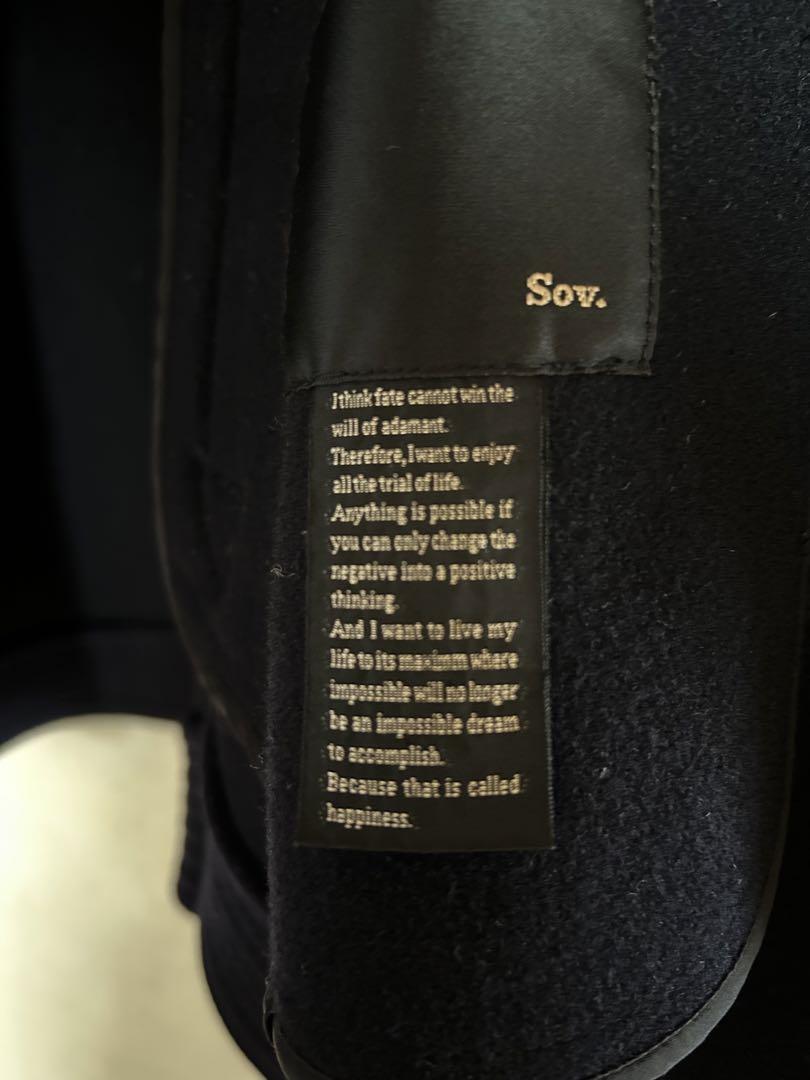 Sov.
I think fate cannot win the
will of adamant.
Therefore, I want to enjoy
all the trial of life.
Anything is possible if
you can only change the
negative into a positive
thinking.
And I want to live my
life to its maximum where
impossible will no longer
be an impossible dream
to accomplish.
Because that is called
happiness.